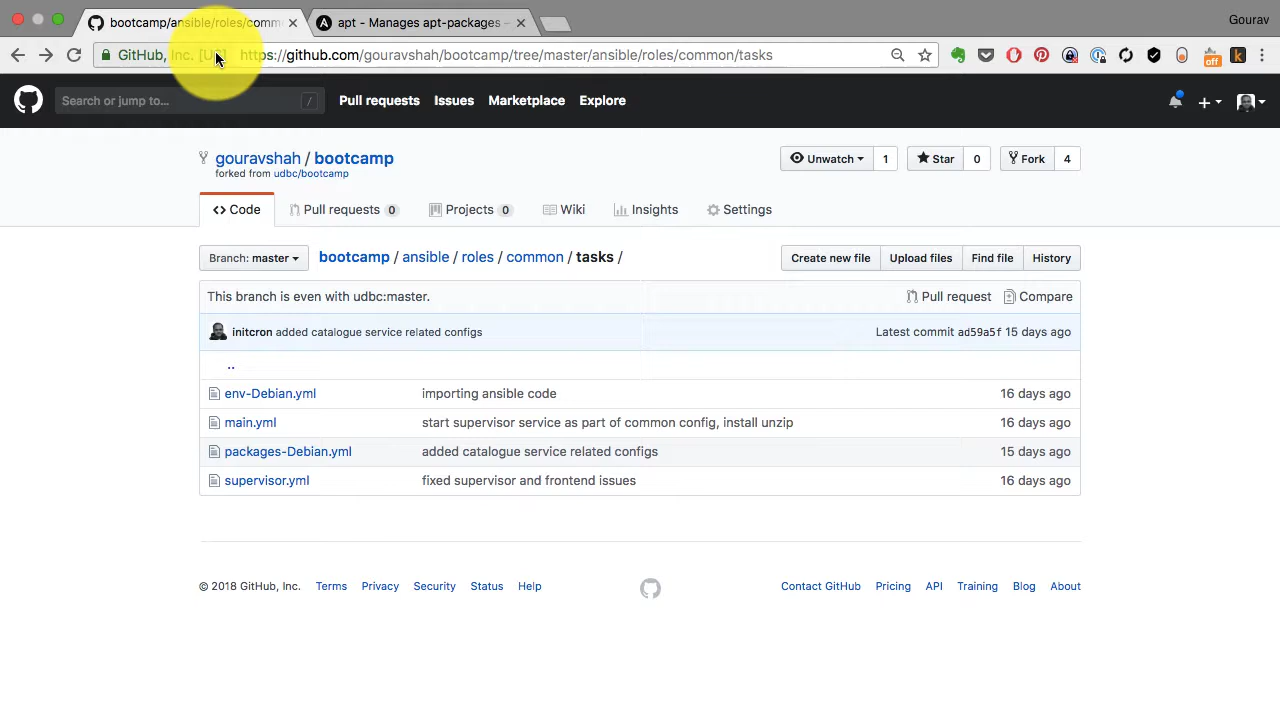 bootcamp/ansible/roles/comm
apt - Manages apt-packages -
Gourav
GitHub, Inc. [US] https://github.com/gouravshah/bootcamp/tree/master/ansible/roles/common/tasks
off
k
Search or jump to... /
Pull requests Issues Marketplace Explore
gouravshah / bootcamp
forked from udbc/bootcamp
Unwatch 1 Star 0 Fork 4
Code Pull requests 0 Projects 0 Wiki Insights Settings
Branch: master bootcamp / ansible / roles / common / tasks / Create new file Upload files Find file History
This branch is even with udbc:master. Pull request Compare
initcron added catalogue service related configs Latest commit ad59a5f 15 days ago
..
env-Debian.yml importing ansible code 16 days ago
main.yml start supervisor service as part of common config, install unzip 16 days ago
packages-Debian.yml added catalogue service related configs 15 days ago
supervisor.yml fixed supervisor and frontend issues 16 days ago
© 2018 GitHub, Inc. Terms Privacy Security Status Help Contact GitHub Pricing API Training Blog About